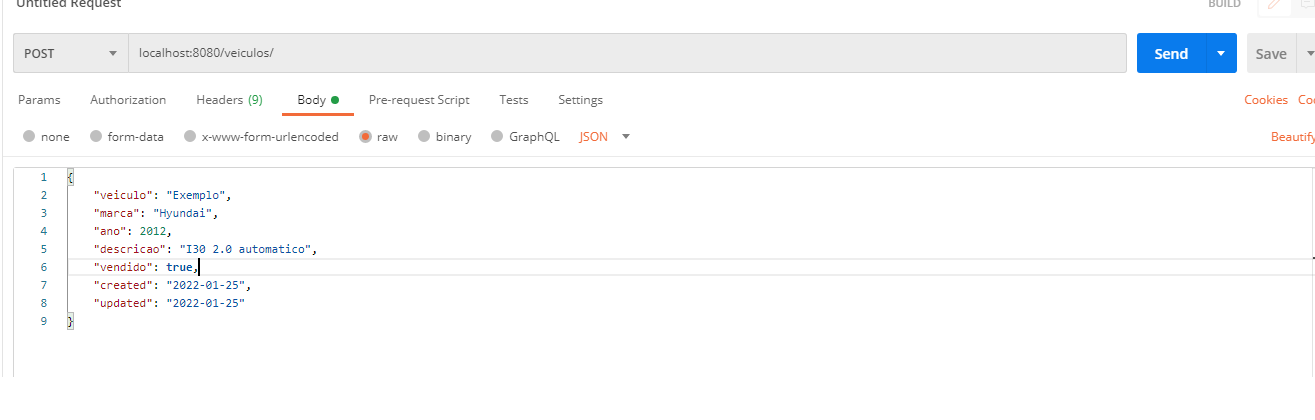 Untitled Request
BUILD
POST localhost:8080/veiculos/ Send Save
Params Authorization Headers (9) Body Pre-request Script Tests Settings Cookies
none form-data x-www-form-urlencoded raw binary GraphQL JSON Beautify
1 {
2 "veiculo": "Exemplo",
3 "marca": "Hyundai",
4 "ano": 2012,
5 "descricao": "I30 2.0 automatico",
6 "vendido": true,
7 "created": "2022-01-25",
8 "updated": "2022-01-25"
9 }